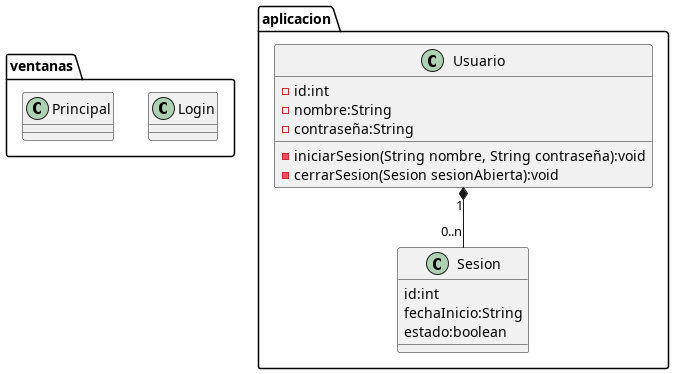 ventanas
Principal
Login
aplicacion
Usuario
id:int
nombre:String
contraseña:String
iniciarSesion(String nombre, String contraseña):void
cerrarSesion(Sesion sesionAbierta):void
1
0..n
Sesion
id:int
fechaInicio:String
estado:boolean